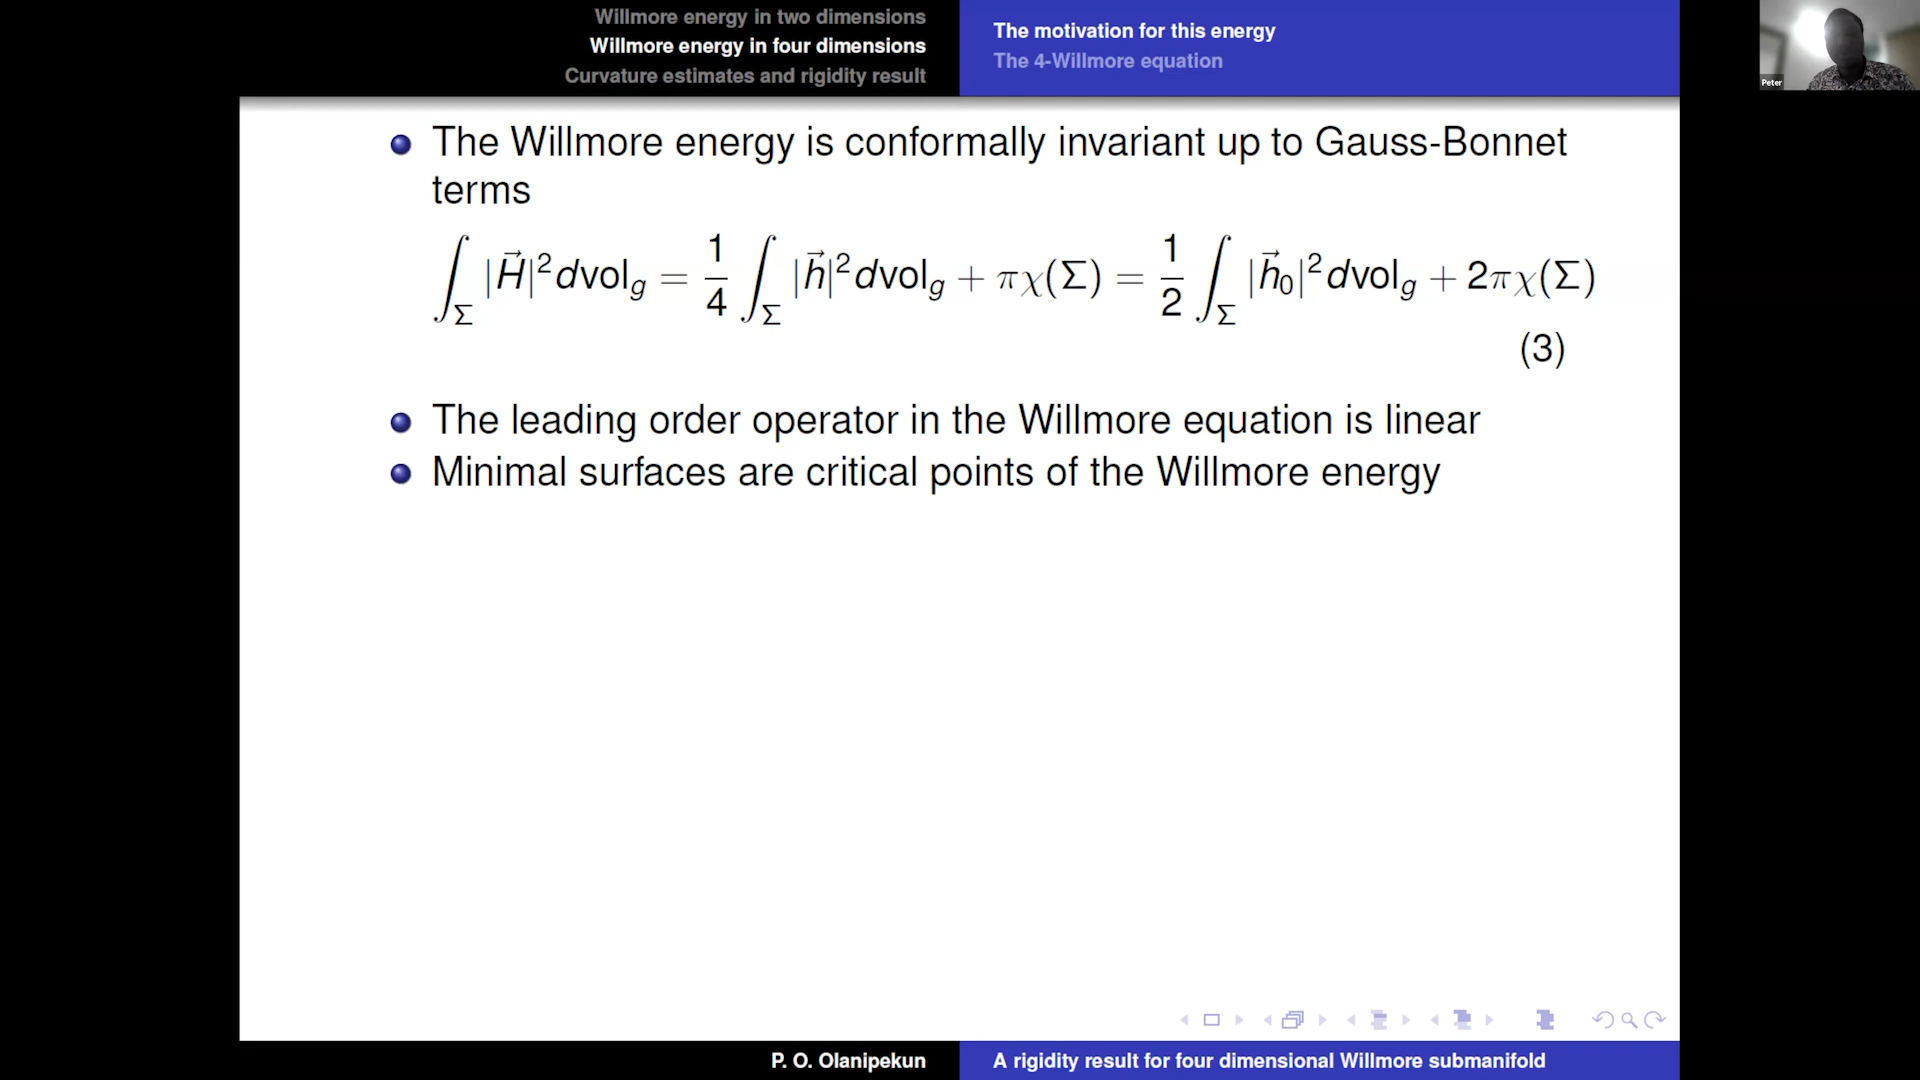 Willmore energy in two dimensions
Willmore energy in four dimensions
Curvature estimates and rigidity result
The motivation for this energy
The 4-Willmore equation
Peter
The Willmore energy is conformally invariant up to Gauss-Bonnet
terms
∫_Σ |H⃗|² dvol_g = 1/4 ∫_Σ |h⃗|² dvol_g + πχ(Σ) = 1/2 ∫_Σ |h⃗₀|² dvol_g + 2πχ(Σ)
(3)
The leading order operator in the Willmore equation is linear
Minimal surfaces are critical points of the Willmore energy
P. O. Olanipekun
A rigidity result for four dimensional Willmore submanifold